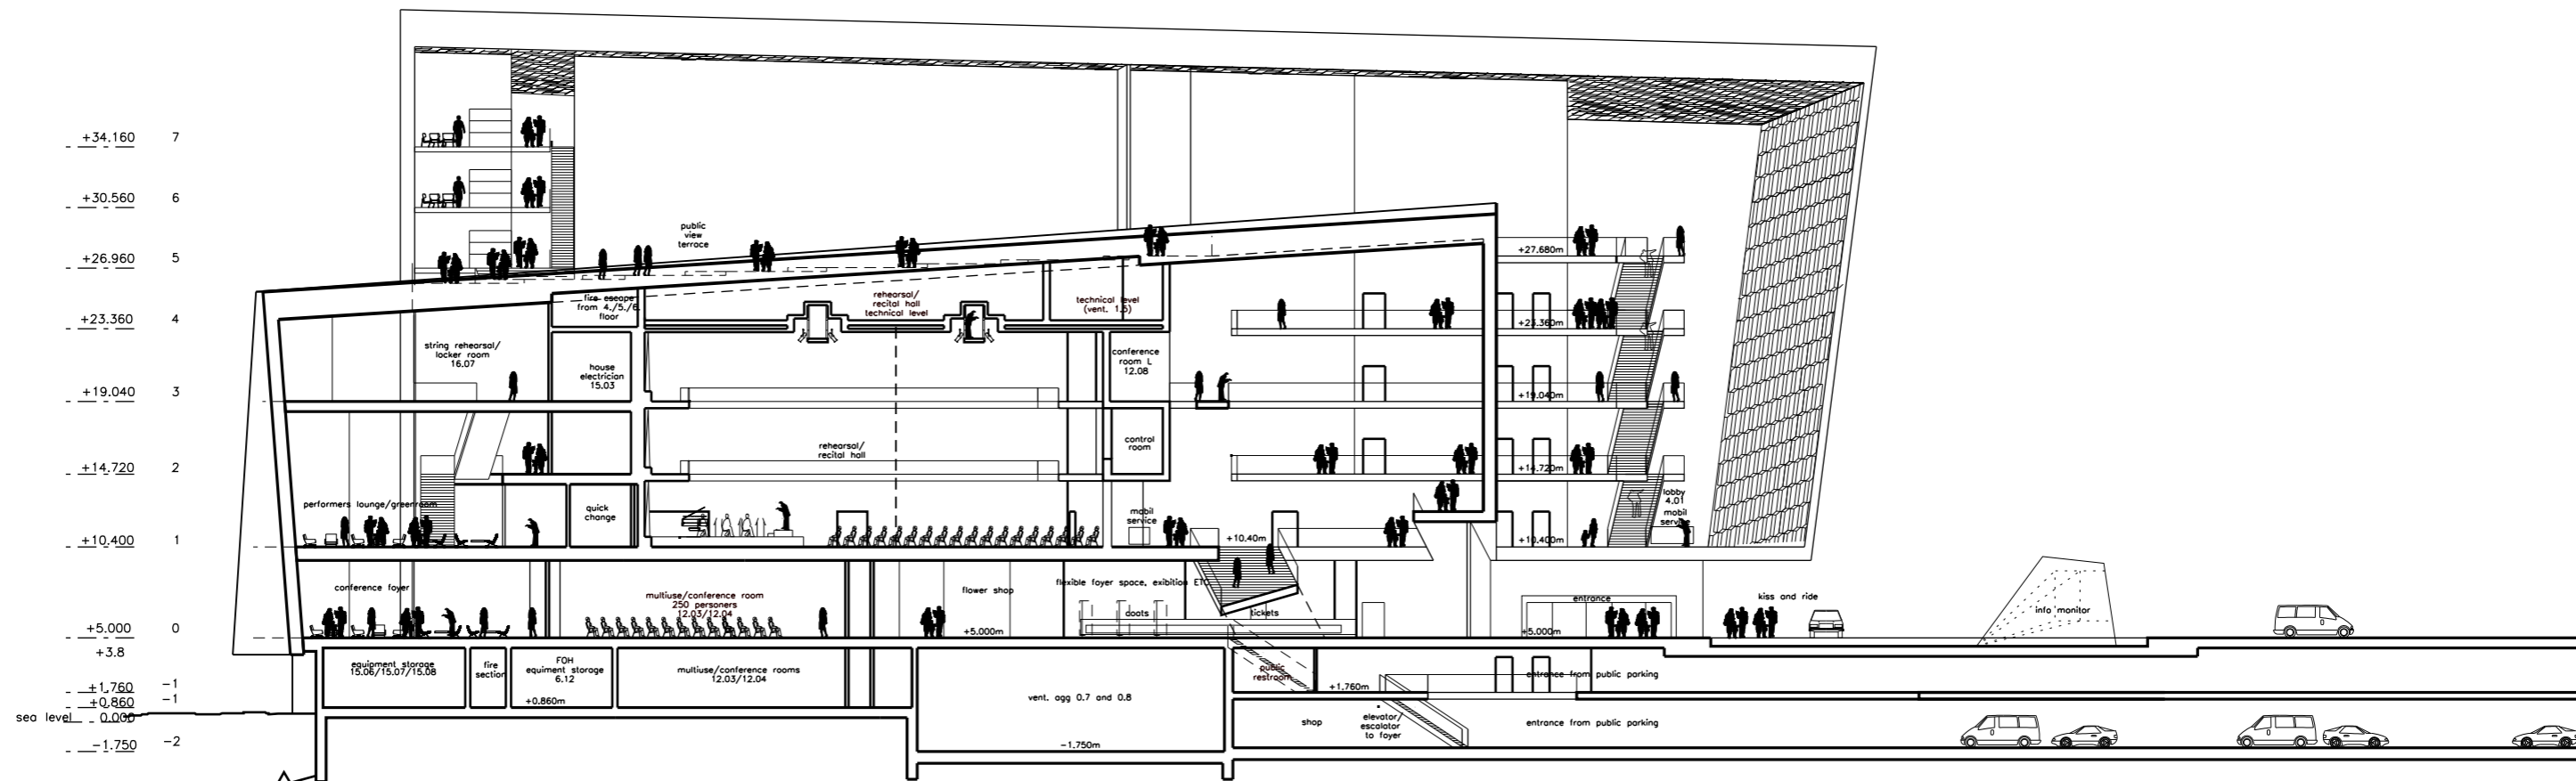 +34.160 7
+30.560 6
+26.960 5
+23.360 4
+19.040 3
+14.720 2
+10.400 1
+5.000 0
+3.8
+1.760 -1
+0.860 -1
sea level 0.000
-1.750 -2
public
view
terrace
fire escape
from 4./5./6.
floor
rehearsal/
recital hall
technical level
technical level
(vent. 1.5)
string rehearsal/
locker room
16.07
house
electrician
15.03
conference
room L
12.08
rehearsal/
recital hall
control
room
performers lounge/greenroom
quick
change
mobil
service
+27.680m
+23.360m
+19.040m
+14.720m
+10.400m
lobby
4.01
mobil
service
+10.40m
conference foyer
multiuse/conference room
250 personers
12.03/12.04
flower shop
+5.000m
flexible foyer space, exibition ETC
coats
tickets
entrance
+5.000m
kiss and ride
info monitor
equipment storage
15.06/15.07/15.08
fire
section
FOH
equiment storage
6.12
+0.860m
multiuse/conference rooms
12.03/12.04
vent. agg 0.7 and 0.8
-1.750m
public
restroom
+1.760m
entrance from public parking
shop
elevator/
escalator
to foyer
entrance from public parking